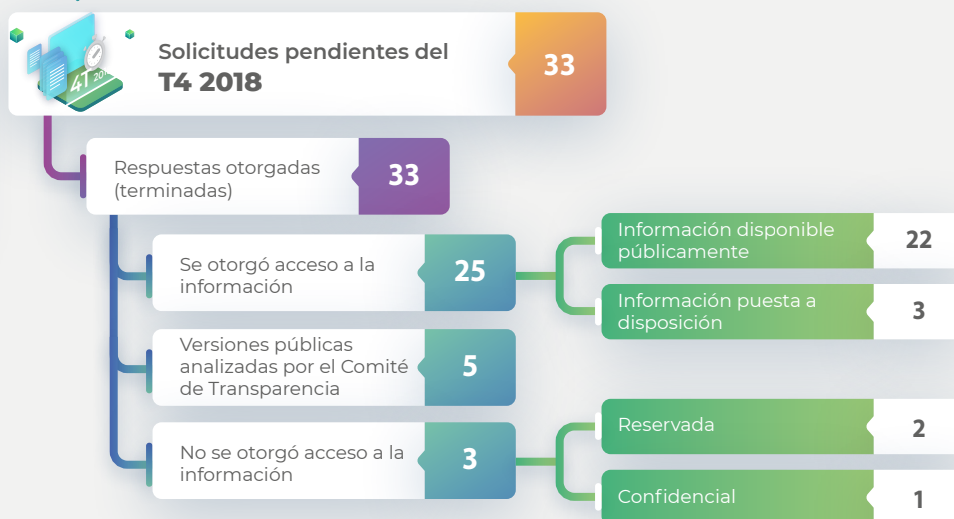 Solicitudes pendientes del
T4 2018
33
4T 2018
Respuestas otorgadas
(terminadas)
33
Se otorgó acceso a la
información
25
Información disponible
públicamente
22
Información puesta a
disposición
3
Versiones públicas
analizadas por el Comité
de Transparencia
5
No se otorgó acceso a la
información
3
Reservada
2
Confidencial
1